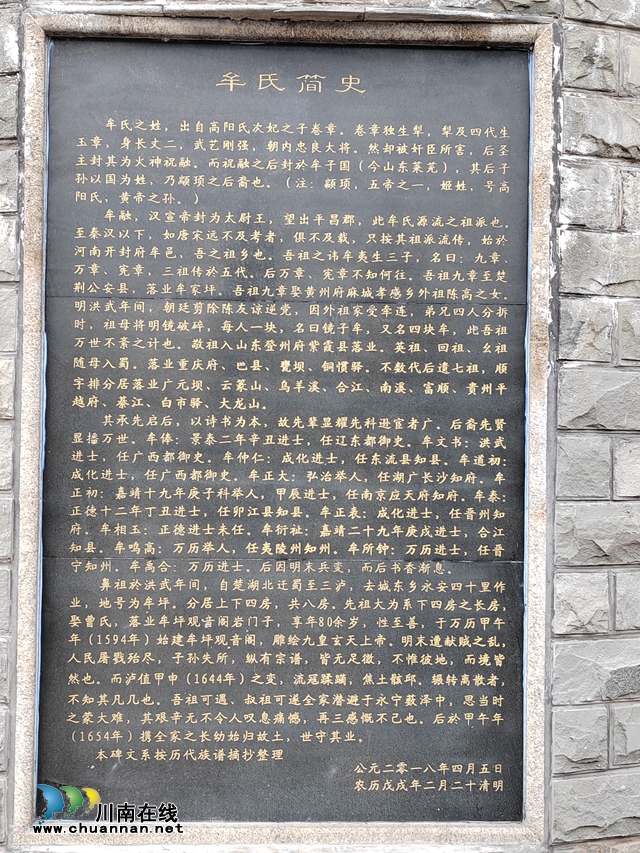 牟氏简史
牟氏之姓，出自高阳氏次妃之子卷章。卷章独生犁，犁及四代生
玉章，身长丈二，武艺刚强，朝内忠良大将。然却被奸臣所害，后圣
主封其为火神祝融。而祝融之后封於牟子国（今山东莱芜），其后子
孙以国为姓，乃颛顼之后裔也。（注：颛顼，五帝之一，姬姓，号高
阳氏，黄帝之孙。）
牟融，汉宣帝封为太尉王，望出平昌郡，此牟氏源流之祖派也。
至秦汉以下，如唐宋远不及考者，俱不及载，只按其祖派流传，始於
河南开封府牟邑，吾之祖乡也。吾祖之讳牟夷生三子，名曰：九章、
万章、宪章，三祖传於五代。后万章、宪章不知何往。吾祖九章至楚
荆公安县，落业牟家坪。吾祖九章娶黄州府麻城孝感乡外祖陈高之女、
明洪武年间，朝廷剪除陈友谅逆党，因外祖家受牵连，弟兄四人分拆
时，祖母将明镜破碎，每人一块，名曰镜子牟，又名四块牟，此吾祖
万世不紊之计也。敬祖入山东登州府紫霞县落业。英祖、回祖、幺祖
随母入蜀。落业重庆府、巴县、甕坝、铜惯驿。不数代后遣七祖，顺
字排分居落业广元坝、云篆山、乌羊溪、合江、南溪、富顺、贵州平
越府、綦江、白市驿、大龙山。
其承先启后，以诗书为本，故先辈显耀先科逊宦者广。后裔先贤
显播万世。牟俸：景泰二年辛丑进士，任辽东都御史。牟文书：洪武
进士，任广西都御史。牟仲仁：成化进士，任东流县知县。牟道初：
成化进士，任广西都御史。牟正大：弘治举人，任湖广长沙知府。牟
正初：嘉靖十九年庚子科举人，甲辰进士，任南京应天府知府。牟泰：
正德十二年丁丑进士，任卯江县知县。牟正表：成化进士，任晋州知
府。牟相玉：正德进士未任。牟衍祉：嘉靖二十九年庚戌进士，合江
知县。牟鸣高：万历举人，任夷陵州知州。牟所钟：万历进士，任晋
宁知州。牟禹合：万历进士。后因明末兵变，而后书香渐息。
鼻祖於洪武年间，自楚湖北迁蜀至三泸，去城东乡永安四十里作
业，地号为牟坪。分居上下四房，共八房。先祖大为系下四房之长房，
娶曹氏，落业牟坪观音阁岩门子，享年80余岁，性至善，于万历甲午
年（1594年）始建牟坪观音阁，雕绘九皇玄天上帝。明末遭献贼之乱，
人民屠戮殆尽，子孙失所，纵有宗谱，皆无足徵，不惟彼地，而境皆
然也。而泸值甲申（1644年）之变，流寇蹂躏，焦土骸邱。辗转离散者，
不知其几几也。吾祖可遇、叔祖可遂全家潜避于永宁薮泽中，思当时
之蒙大难，其艰辛无不令人叹息痛憾，再三感慨不已也。后於甲午年
（1654年）携全家之长幼始归故土，世守其业。
本碑文系按历代族谱摘抄整理
公元二零一八年四月五日
农历戊戌年二月二十清明
川南在线
www.chuannan.net